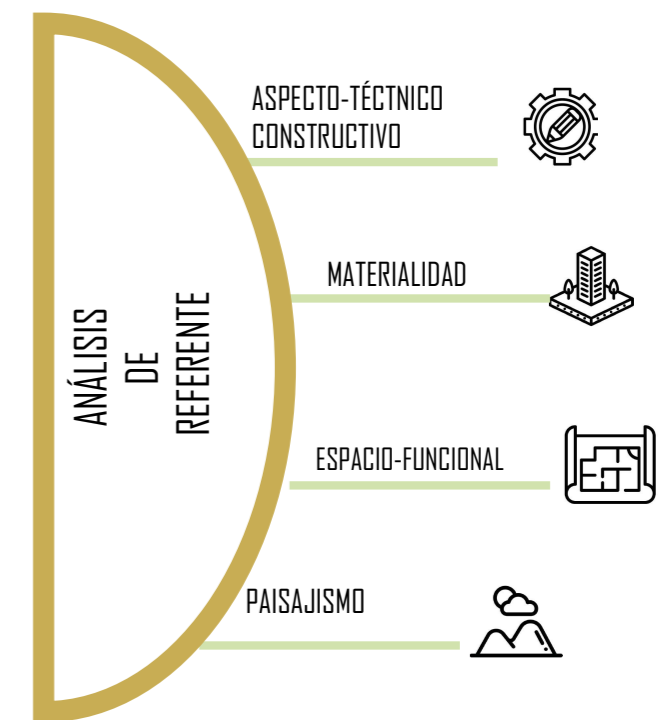 ASPECTO-TÉCTNICO
CONSTRUCTIVO
MATERIALIDAD
ANÁLISIS
DE
REFERENTE
ESPACIO-FUNCIONAL
PAISAJISMO